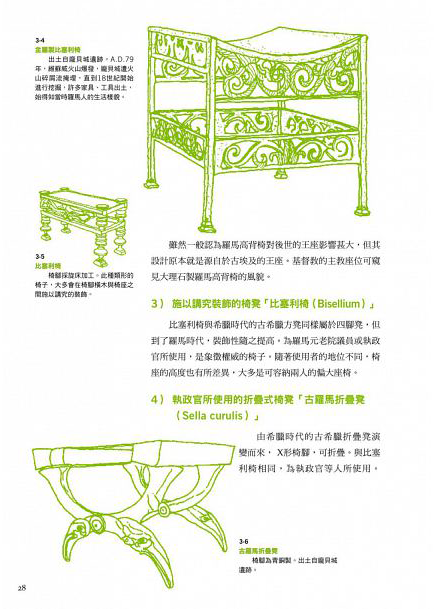 3-4
金屬製比塞利椅
出土自龐貝城遺跡。A.D.79
年，維蘇威火山爆發，龐貝城遭火
山碎屑流掩埋，直到18世紀開始
進行挖掘，許多家具、工具出土，
始得知當時羅馬人的生活樣貌。
3-5
比塞利椅
椅腳採旋床加工。此種類形的
椅子，大多會在椅腳橫木與椅座之
間施以講究的裝飾。
雖然一般認為羅馬高背椅對後世的王座影響甚大，但其
設計原本就是源自於古埃及的王座。基督教的主教座位可窺
見大理石製羅馬高背椅的風貌。
3） 施以講究裝飾的椅凳「比塞利椅（Bisellium）」
比塞利椅與希臘時代的古希臘方凳同樣屬於四腳凳，但
到了羅馬時代，裝飾性隨之提高，為羅馬元老院議員或執政
官所使用，是象徵權威的椅子。隨著使用者的地位不同，椅
座的高度也有所差異，大多是可容納兩人的偏大座椅。
4） 執政官所使用的折疊式椅凳「古羅馬折疊凳
（Sella curulis）」
由希臘時代的古希臘折疊凳演
變而來， X形椅腳，可折疊。與比塞
利椅相同，為執政官等人所使用。
3-6
古羅馬折疊凳
椅腳為青銅製。出土自龐貝城
遺跡。
28